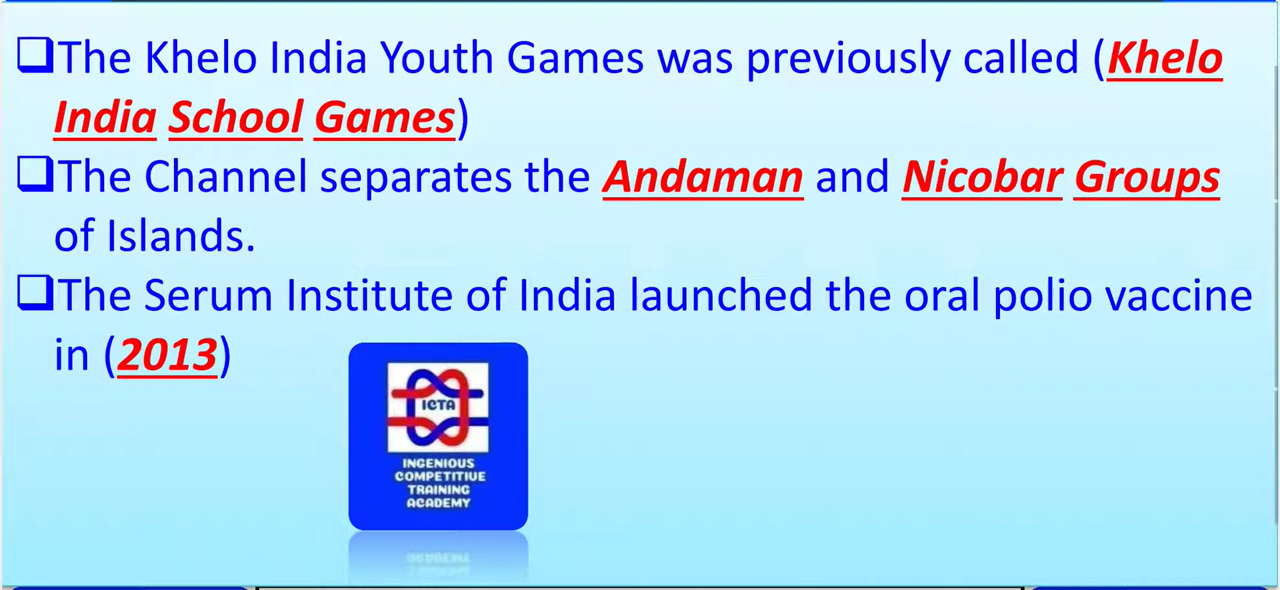 ❑The Khelo India Youth Games was previously called (Khelo
India School Games)
❑The Channel separates the Andaman and Nicobar Groups
of Islands.
❑The Serum Institute of India launched the oral polio vaccine
in (2013)
ICTA
INGENIOUS
COMPETITIVE
TRAINING
ACADEMY